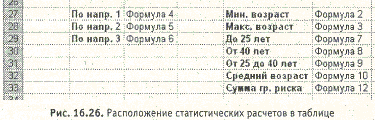 26
27 По напр. 1 Формула 4 Мин. возраст Формула 2
28 По напр. 2 Формула 5 Макс. возраст Формула 3
29 По напр. 3 Формула 6 До 25 лет Формула 7
30 От 40 лет Формула 8
31 От 25 до 40 лет Формула 9
32 Средний возраст Формула 10
33 Сумма гр. риска Формула 12
Рис. 16.26. Расположение статистических расчетов в таблице